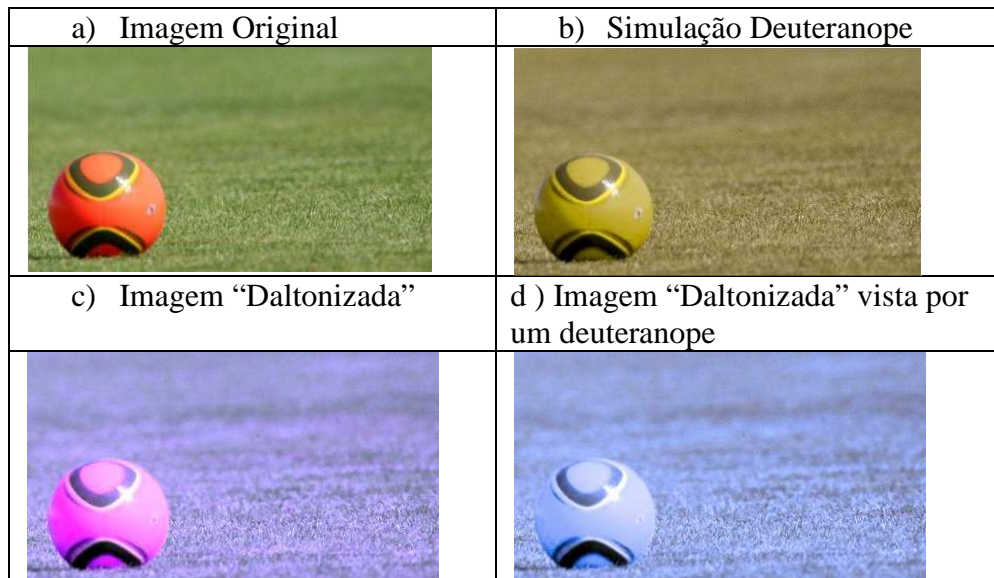 a) Imagem Original
b) Simulação Deuteranope
c) Imagem “Daltonizada”
d ) Imagem “Daltonizada” vista por
um deuteranope